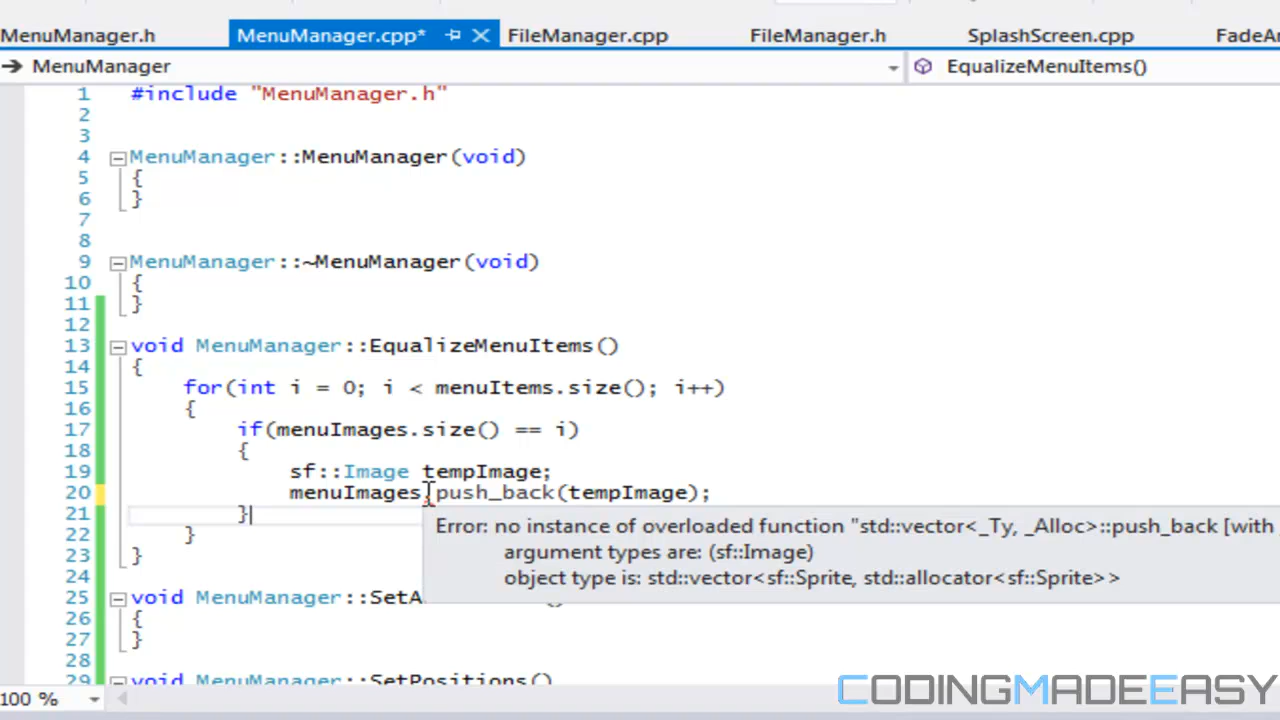 MenuManager.h MenuManager.cpp* FileManager.cpp FileManager.h SplashScreen.cpp
MenuManager EqualizeMenuItems()
1 #include "MenuManager.h"
2
3
4 MenuManager::MenuManager(void)
5 {
6 }
7
8
9 MenuManager::~MenuManager(void)
10 {
11 }
12
13 void MenuManager::EqualizeMenuItems()
14 {
15 for(int i = 0; i < menuItems.size(); i++)
16 {
17 if(menuImages.size() == i)
18 {
19 sf::Image tempImage;
20 menuImages.push_back(tempImage);
21 }
Error: no instance of overloaded function "std::vector<_Ty, _Alloc>::push_back [with
22 }
23 }
argument types are: (sf::Image)
object type is: std::vector<sf::Sprite, std::allocator<sf::Sprite>>
24
25 void MenuManager::
26 {
27 }
28
29 void MenuManager::SetPositions()
100 %
CODINGMADEEASY